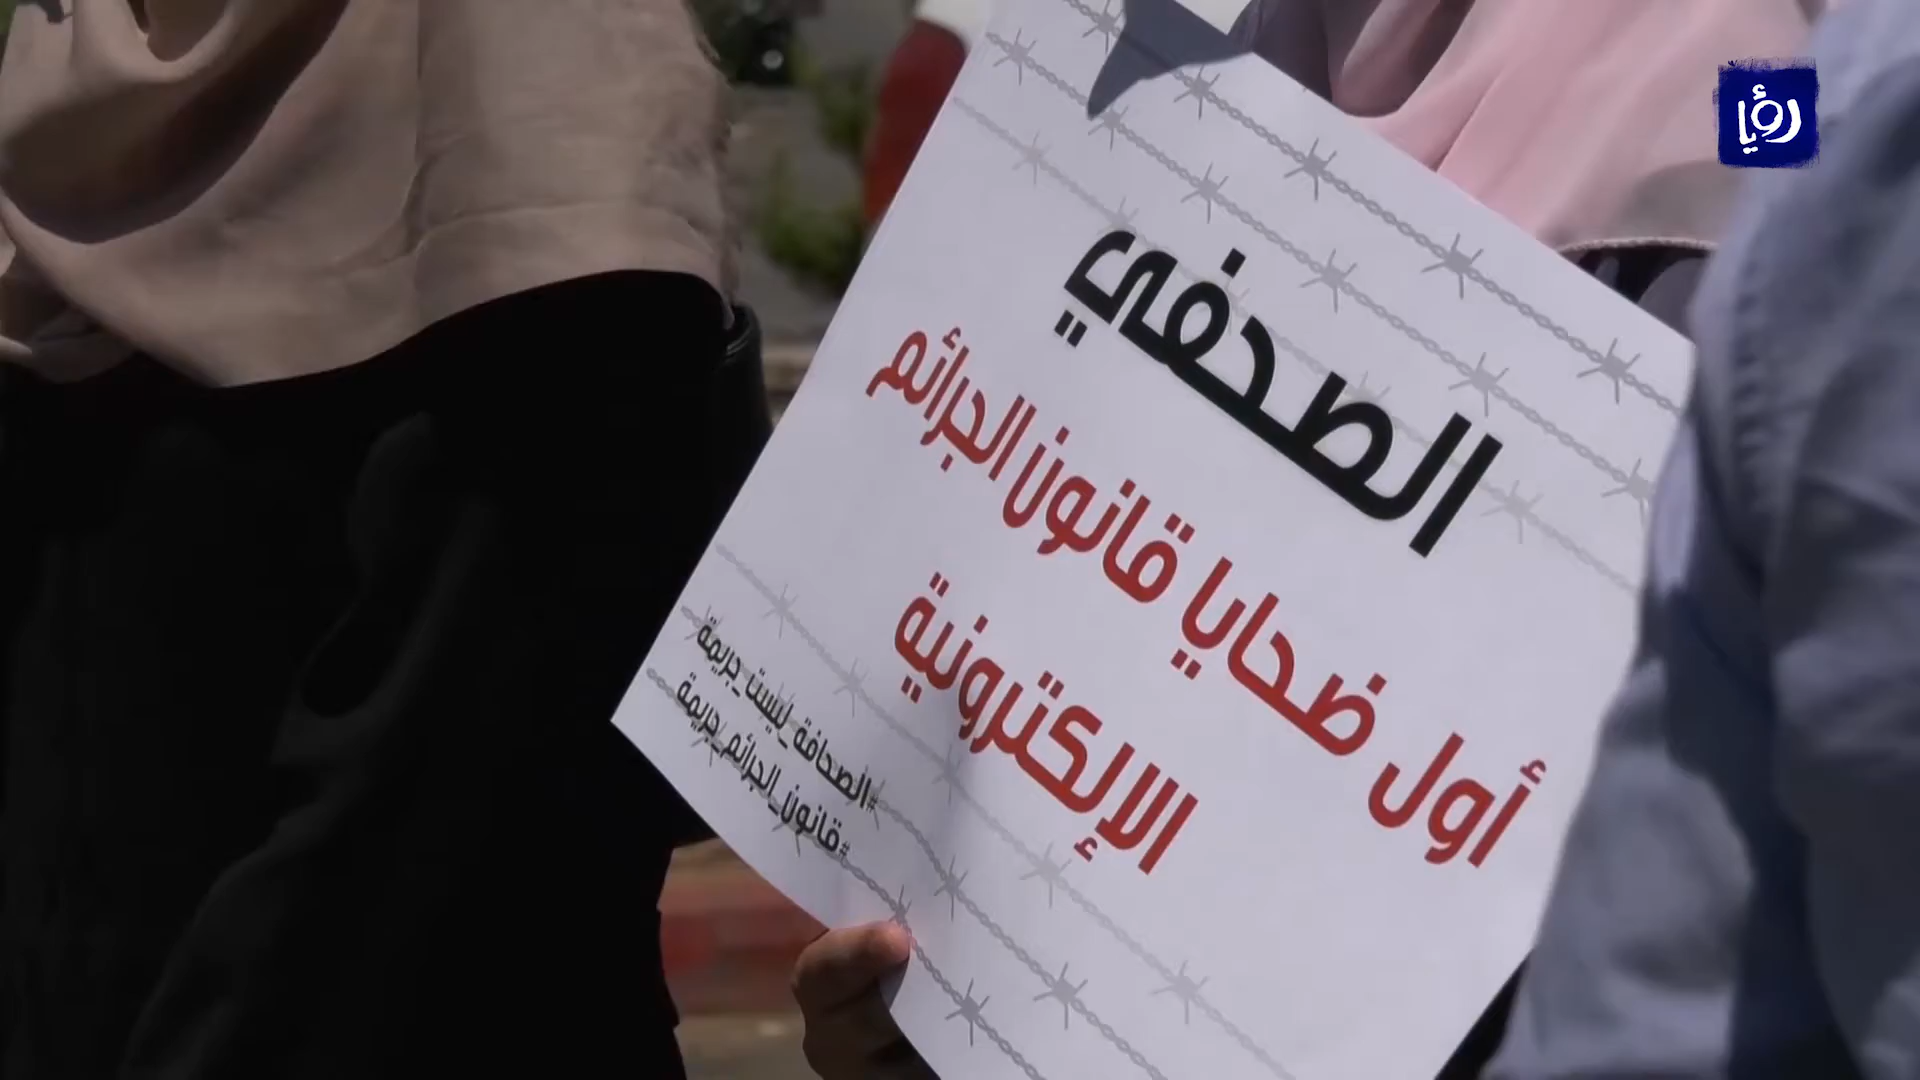 رؤيا
الصحفي
أول ضحايا قانون الجرائم
الإلكترونية
#الصحافة_ليست_جريمة
#قانون_الجرائم_جريمة